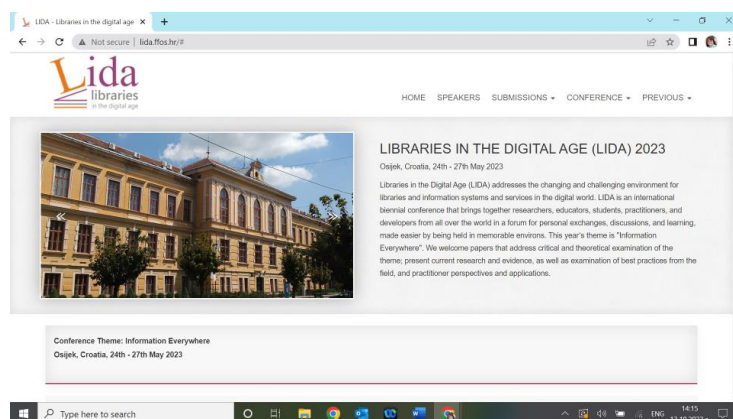 LIDA - Libraries in the digital age
Not secure | lida.ffos.hr/#
Lida
libraries
in the digital age
HOME SPEAKERS SUBMISSIONS CONFERENCE PREVIOUS
LIBRARIES IN THE DIGITAL AGE (LIDA) 2023
Osijek, Croatia, 24th - 27th May 2023
Libraries in the Digital Age (LIDA) addresses the changing and challenging environment for
libraries and information systems and services in the digital world. LIDA is an international
biennial conference that brings together researchers, educators, students, practitioners, and
developers from all over the world in a forum for personal exchanges, discussions, and learning,
made easier by being held in memorable environs. This year's theme is "Information
Everywhere". We welcome papers that address critical and theoretical examination of the
theme; present current research and evidence, as well as examination of best practices from the
field, and practitioner perspectives and applications.
Conference Theme: Information Everywhere
Osijek, Croatia, 24th - 27th May 2023
Type here to search
ENG
14:15